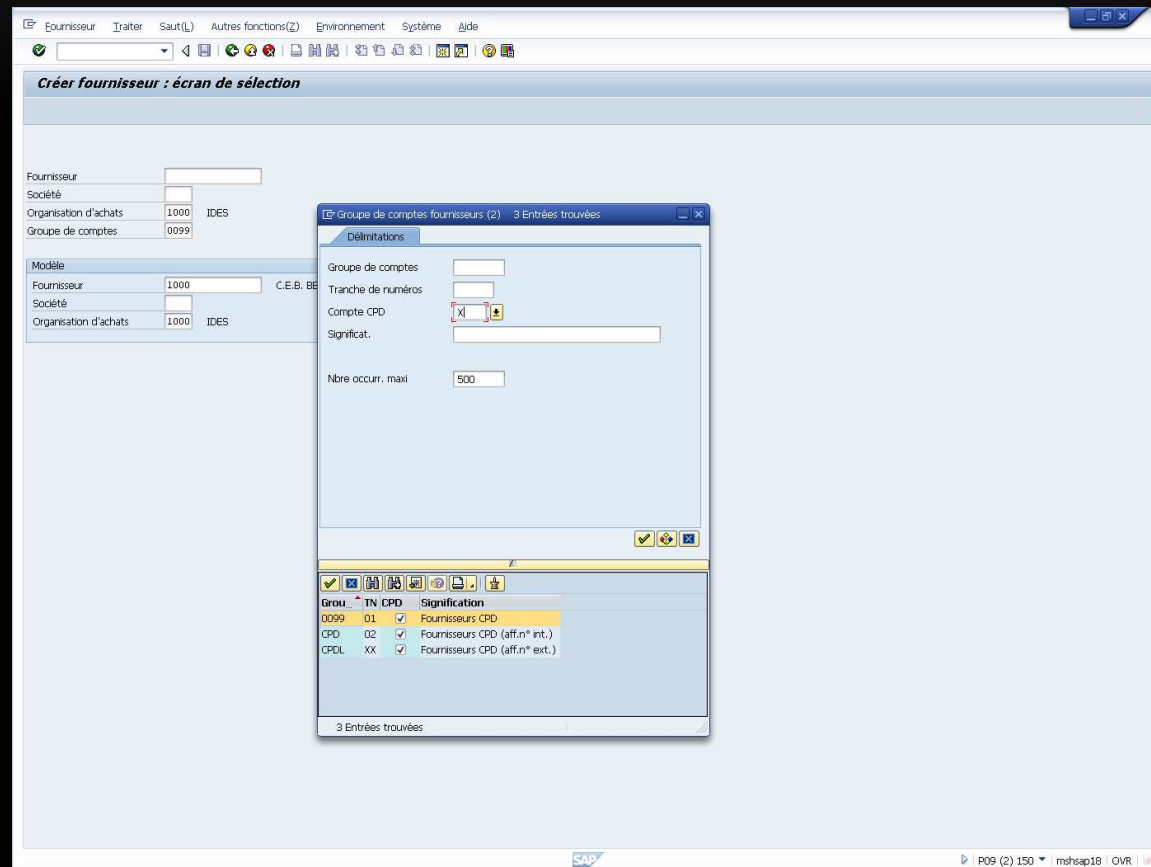 Fournisseur Traiter Saut(L) Autres fonctions(Z) Environnement Système Aide
Créer fournisseur : écran de sélection
Fournisseur
Société
Organisation d'achats 1000 IDES
Groupe de comptes 0099
Modèle
Fournisseur 1000 C.E.B. BE
Société
Organisation d'achats 1000 IDES
Groupe de comptes fournisseurs (2) 3 Entrées trouvées
Délimitations
Groupe de comptes
Tranche de numéros
Compte CPD X
Significat.
Nbre occurr. maxi 500
Grou... TN CPD Signification
0099 01 Fournisseurs CPD
CPD 02 Fournisseurs CPD (aff.n° int.)
CPDL XX Fournisseurs CPD (aff.n° ext.)
3 Entrées trouvées
SAP P09 (2) 150 mshsap18 OVR